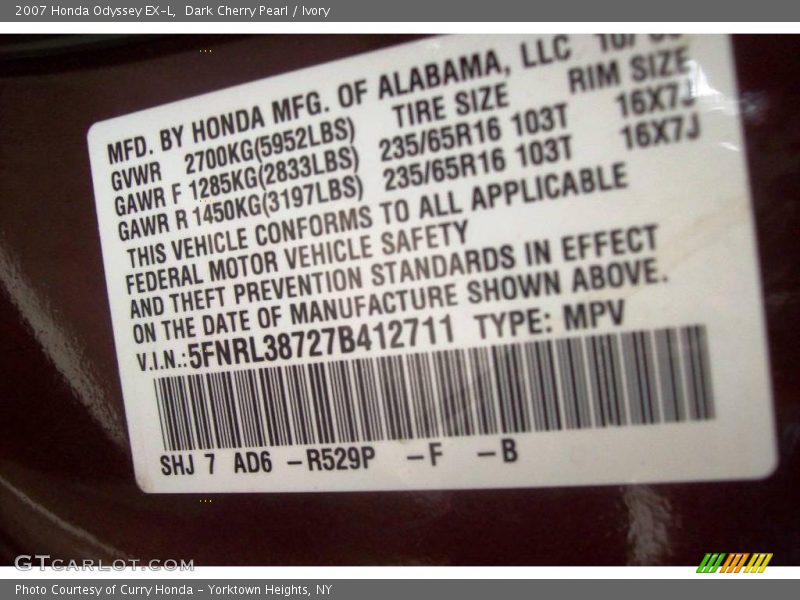 2007 Honda Odyssey EX-L, Dark Cherry Pearl / Ivory
MFD. BY HONDA MFG. OF ALABAMA, LLC
GVWR 2700KG(5952LBS) TIRE SIZE RIM SIZE
GAWR F 1285KG(2833LBS) 235/65R16 103T 16X7J
GAWR R 1450KG(3197LBS) 235/65R16 103T 16X7J
THIS VEHICLE CONFORMS TO ALL APPLICABLE
FEDERAL MOTOR VEHICLE SAFETY
AND THEFT PREVENTION STANDARDS IN EFFECT
ON THE DATE OF MANUFACTURE SHOWN ABOVE.
V.I.N.:5FNRL38727B412711 TYPE: MPV
SHJ 7 AD6 -R529P -F -B
GTCARLOT.COM
Photo Courtesy of Curry Honda - Yorktown Heights, NY